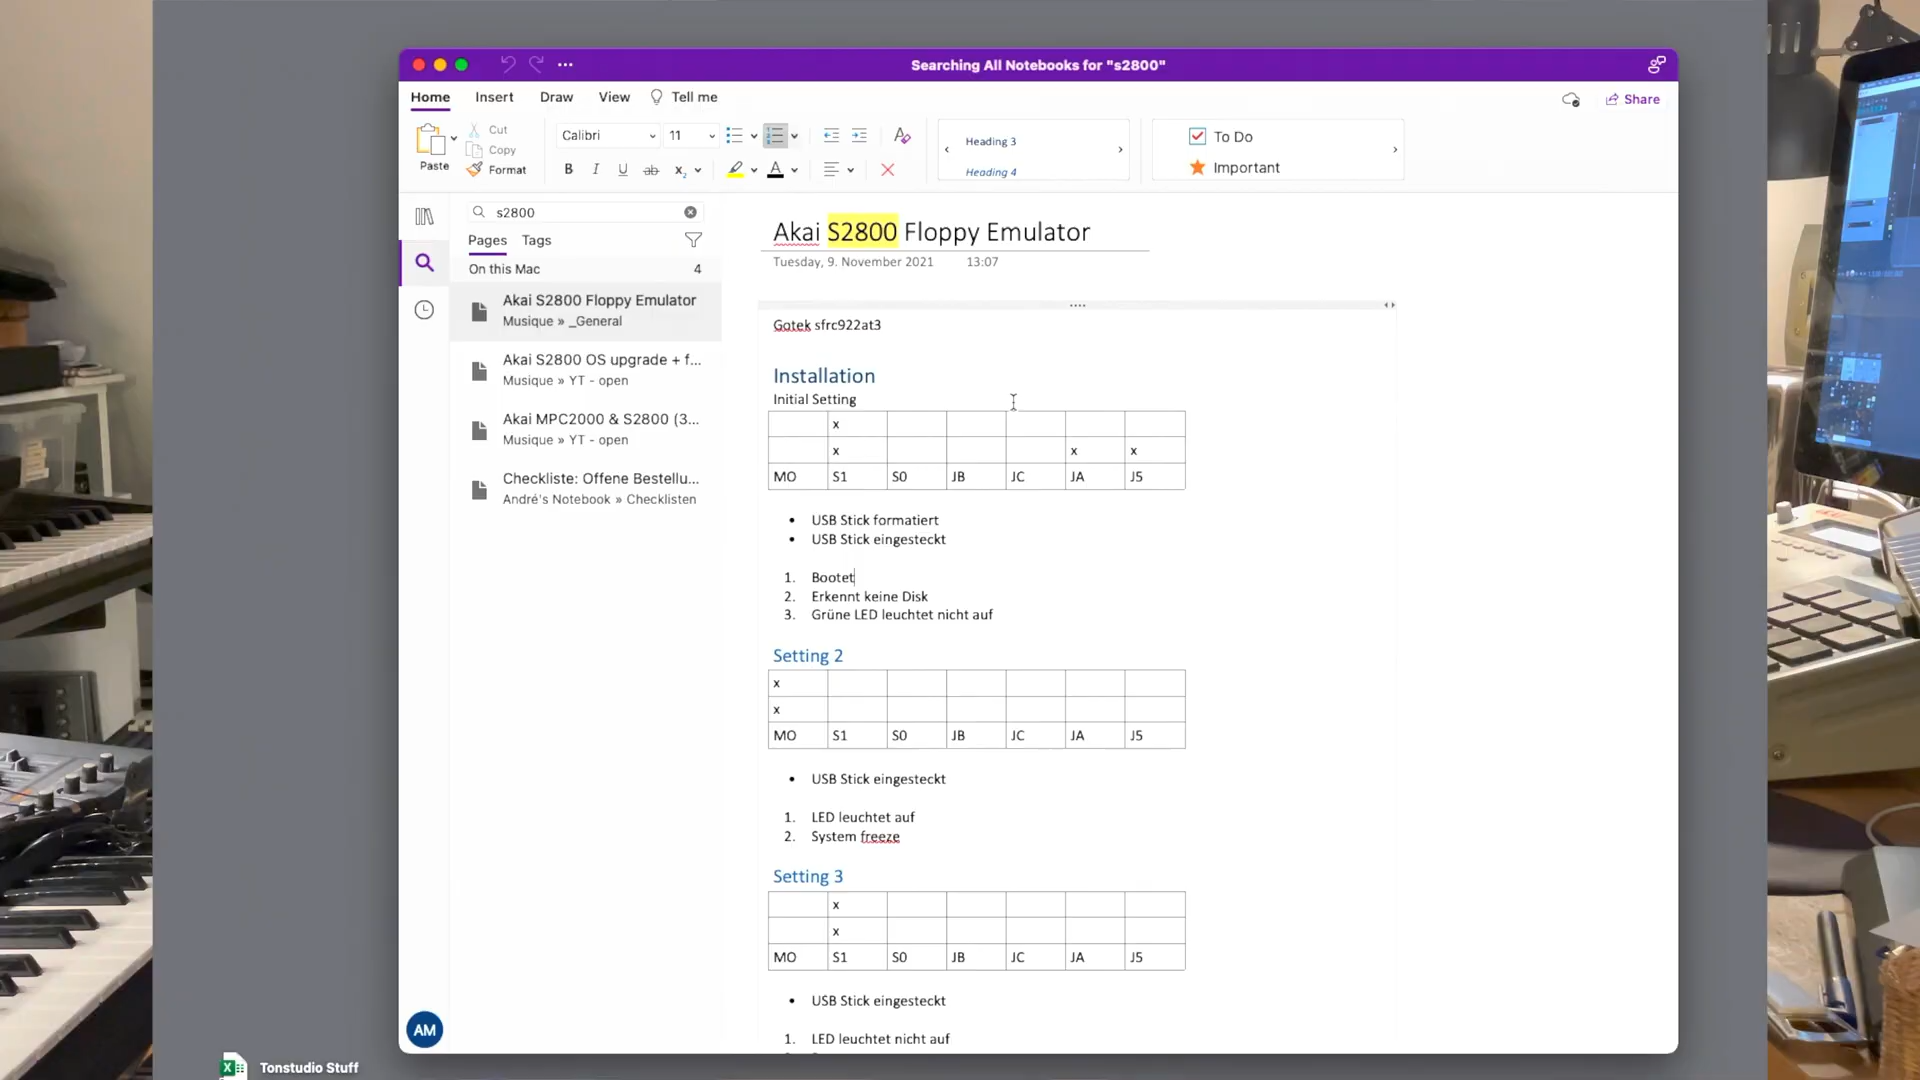 Searching All Notebooks for "s2800"
Home Insert Draw View Tell me
Share
Paste
Cut
Copy
Format
Calibri 11
B I U ab x₂ A
Heading 3
Heading 4
To Do
Important
s2800
Pages Tags
On this Mac 4
Akai S2800 Floppy Emulator
Musique » _General
Akai S2800 OS upgrade + f...
Musique » YT - open
Akai MPC2000 & S2800 (3...
Musique » YT - open
Checkliste: Offene Bestellu...
André's Notebook » Checklisten
AM
Akai S2800 Floppy Emulator
Tuesday, 9. November 2021 13:07
Gotek sfrc922at3
Installation
Initial Setting
x
x x x
MO S1 S0 JB JC JA J5
• USB Stick formatiert
• USB Stick eingesteckt
1. Bootet
2. Erkennt keine Disk
3. Grüne LED leuchtet nicht auf
Setting 2
x
x
MO S1 S0 JB JC JA J5
• USB Stick eingesteckt
1. LED leuchtet auf
2. System freeze
Setting 3
x
x
MO S1 S0 JB JC JA J5
• USB Stick eingesteckt
1. LED leuchtet nicht auf
Tonstudio Stuff